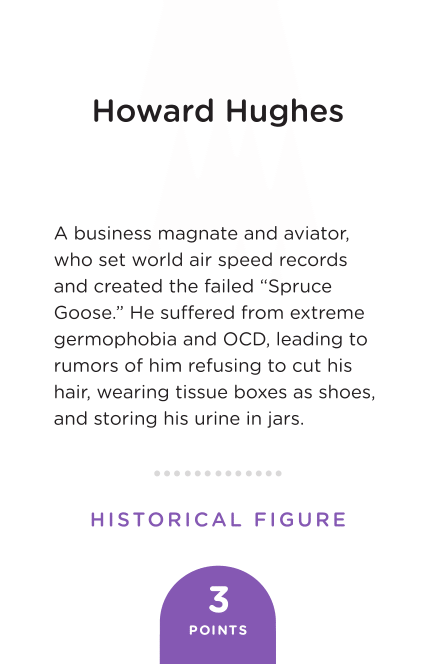 Howard Hughes
A business magnate and aviator,
who set world air speed records
and created the failed “Spruce
Goose.” He suffered from extreme
germophobia and OCD, leading to
rumors of him refusing to cut his
hair, wearing tissue boxes as shoes,
and storing his urine in jars.
HISTORICAL FIGURE
3
POINTS